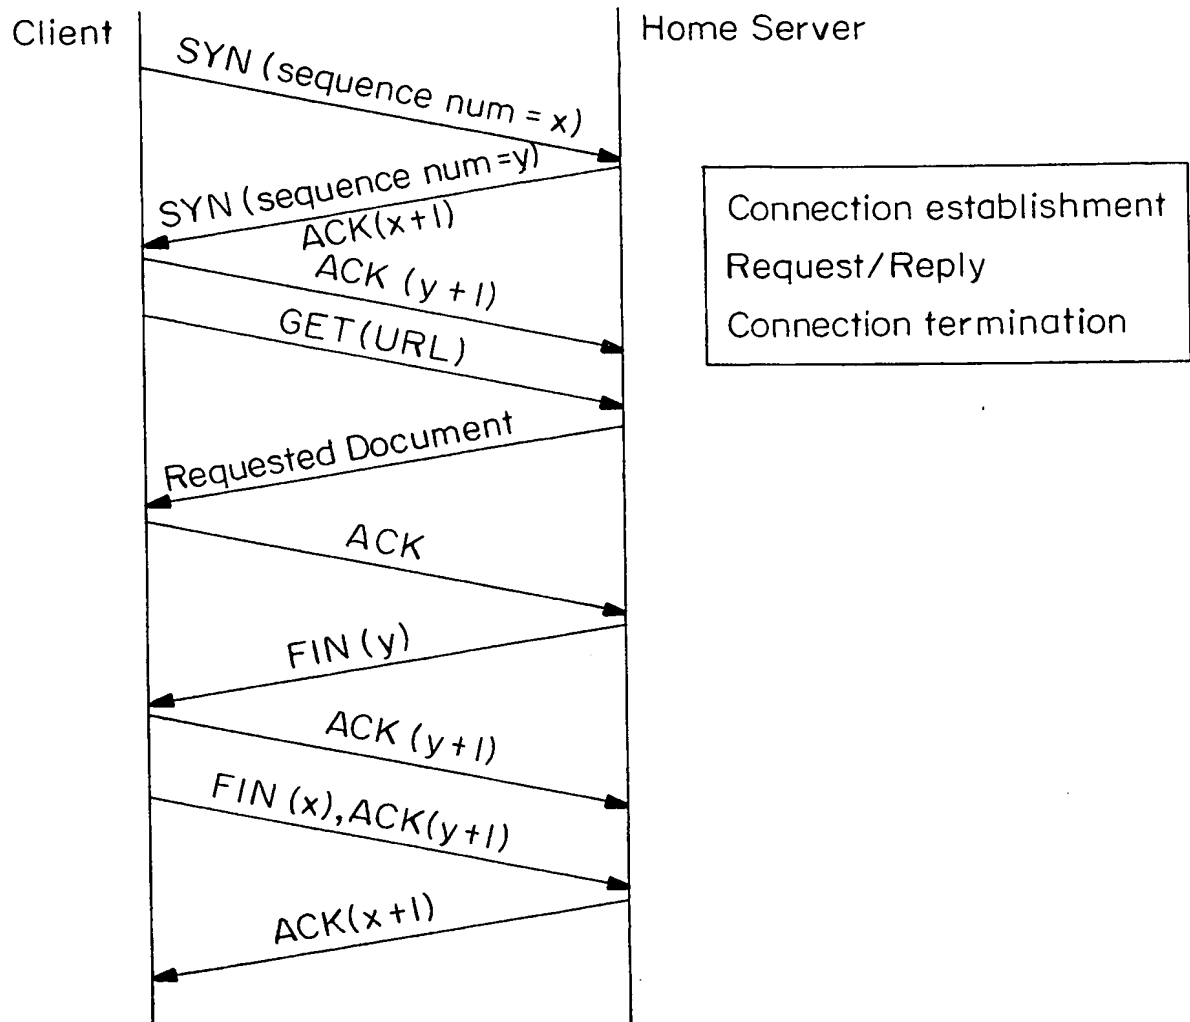 Client
Home Server
SYN (sequence num = x)
SYN (sequence num=y)
ACK(x+1)
ACK (y+1)
GET(URL)
Requested Document
ACK
FIN (y)
ACK (y+1)
FIN (x), ACK(y+1)
ACK(x+1)
Connection establishment
Request/Reply
Connection termination